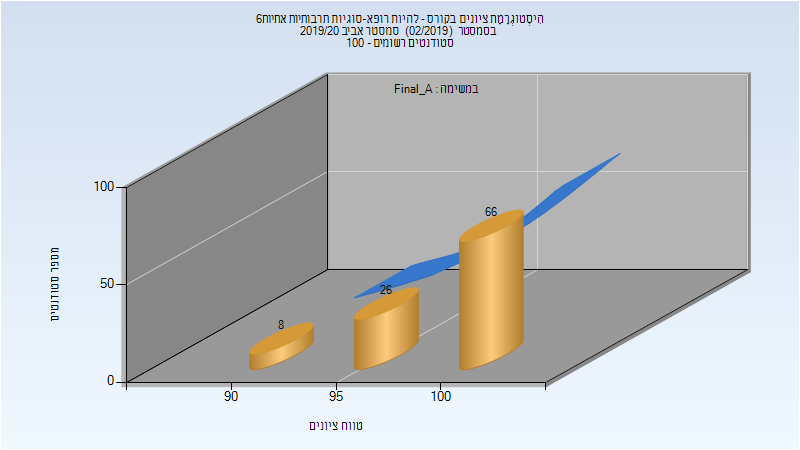 היסטוגרמת ציונים בקורס - להיות רופא-סוגיות תרבותיות אתיות6
בסמסטר (02/2019) סמסטר אביב 2019/20
סטודנטים רשומים - 100
במשימה : Final_A
100
50
0
מספר סטודנטים
8
26
66
90
95
100
טווח ציונים